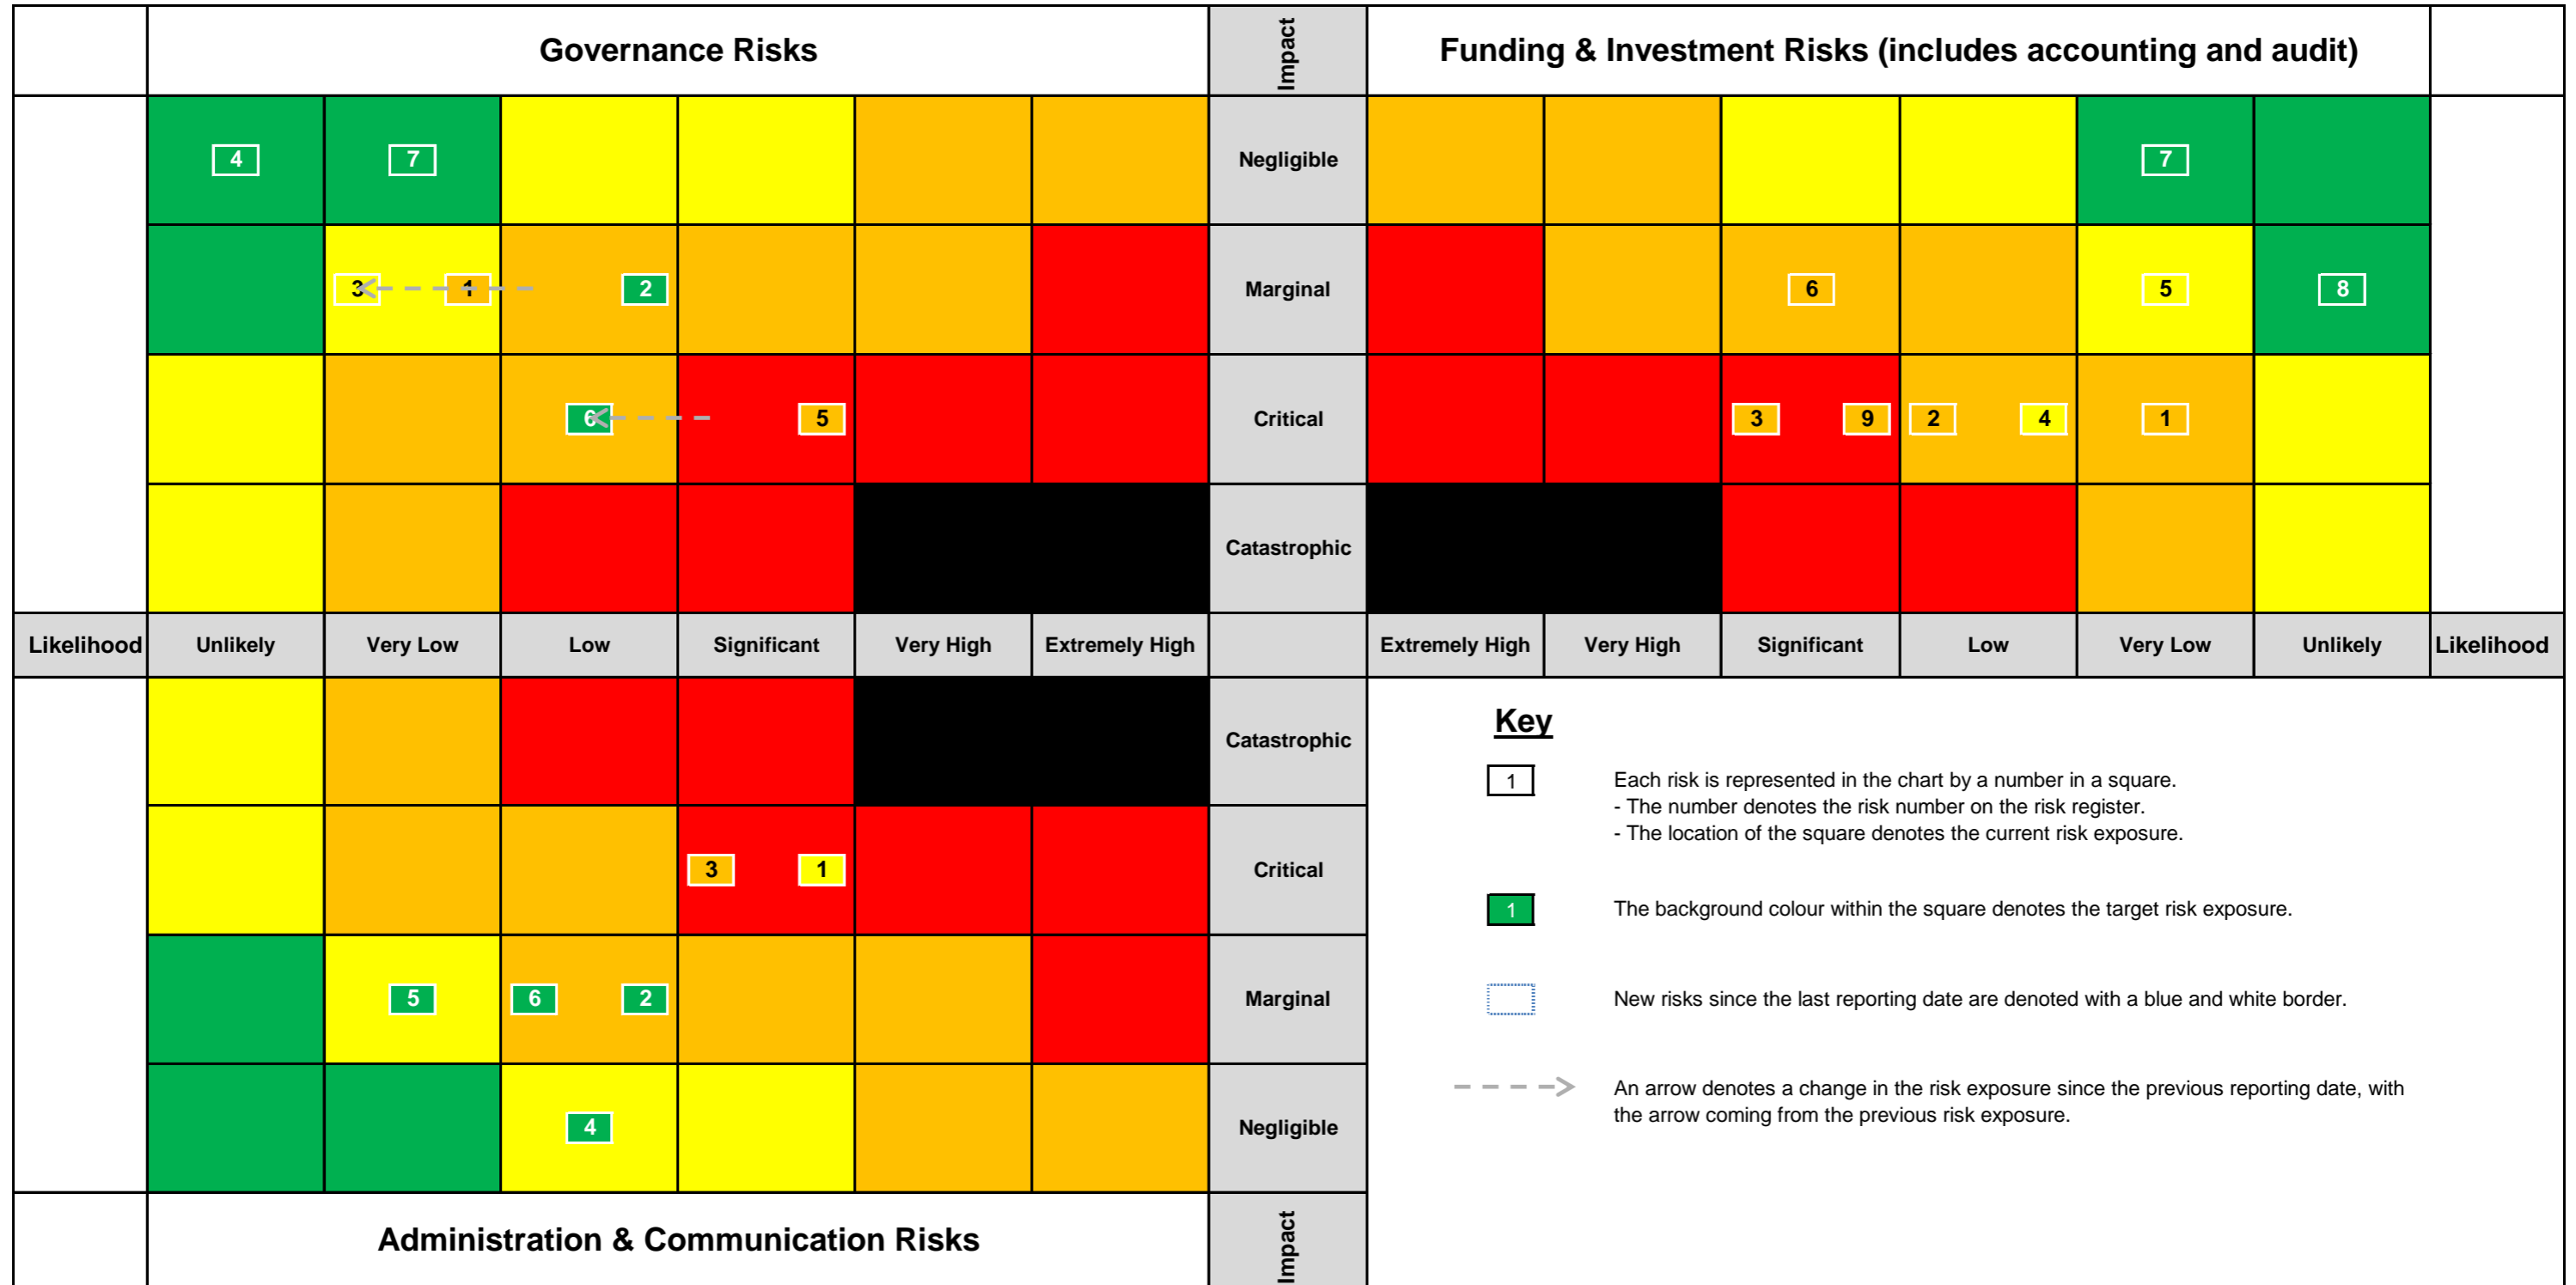 Governance Risks
Impact
Funding & Investment Risks (includes accounting and audit)
4
7
Negligible
7
3
1
2
Marginal
6
5
8
6
5
Critical
3
9
2
4
1
Catastrophic
Likelihood
Unlikely
Very Low
Low
Significant
Very High
Extremely High
Extremely High
Very High
Significant
Low
Very Low
Unlikely
Likelihood
Catastrophic
3
1
Critical
5
6
2
Marginal
4
Negligible
Administration & Communication Risks
Impact
Key
1
Each risk is represented in the chart by a number in a square.
- The number denotes the risk number on the risk register.
- The location of the square denotes the current risk exposure.
1
The background colour within the square denotes the target risk exposure.
New risks since the last reporting date are denoted with a blue and white border.
An arrow denotes a change in the risk exposure since the previous reporting date, with
the arrow coming from the previous risk exposure.